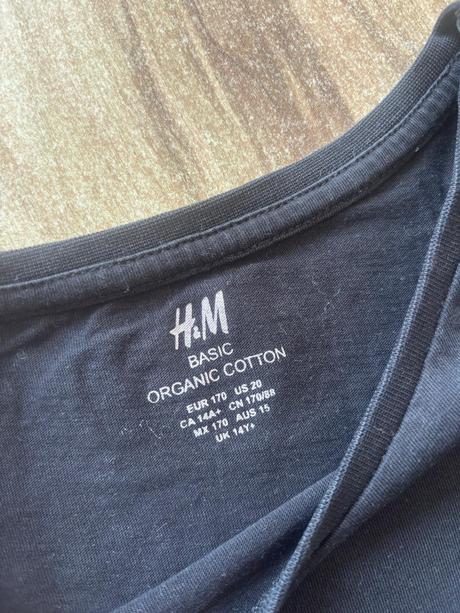 H&M
BASIC
ORGANIC COTTON
EUR 170 US 20
CA 14A+ CN 170/88
MX 170 AUS 15
UK 14Y+